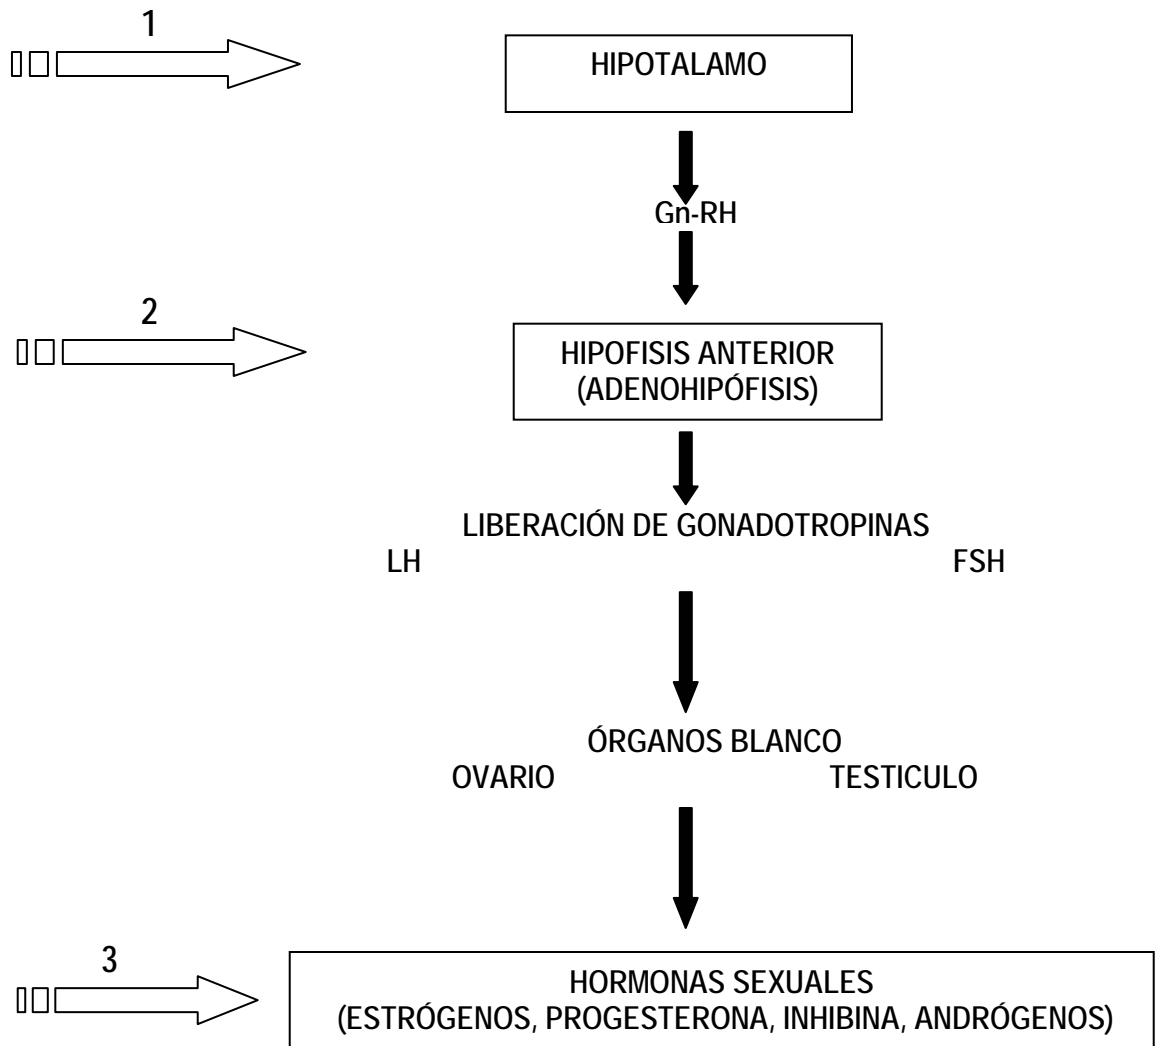 1
HIPOTALAMO
Gn-RH
2
HIPOFISIS ANTERIOR
(ADENOHIPÓFISIS)
LIBERACIÓN DE GONADOTROPINAS
LH FSH
ÓRGANOS BLANCO
OVARIO TESTICULO
3
HORMONAS SEXUALES
(ESTRÓGENOS, PROGESTERONA, INHIBINA, ANDRÓGENOS)